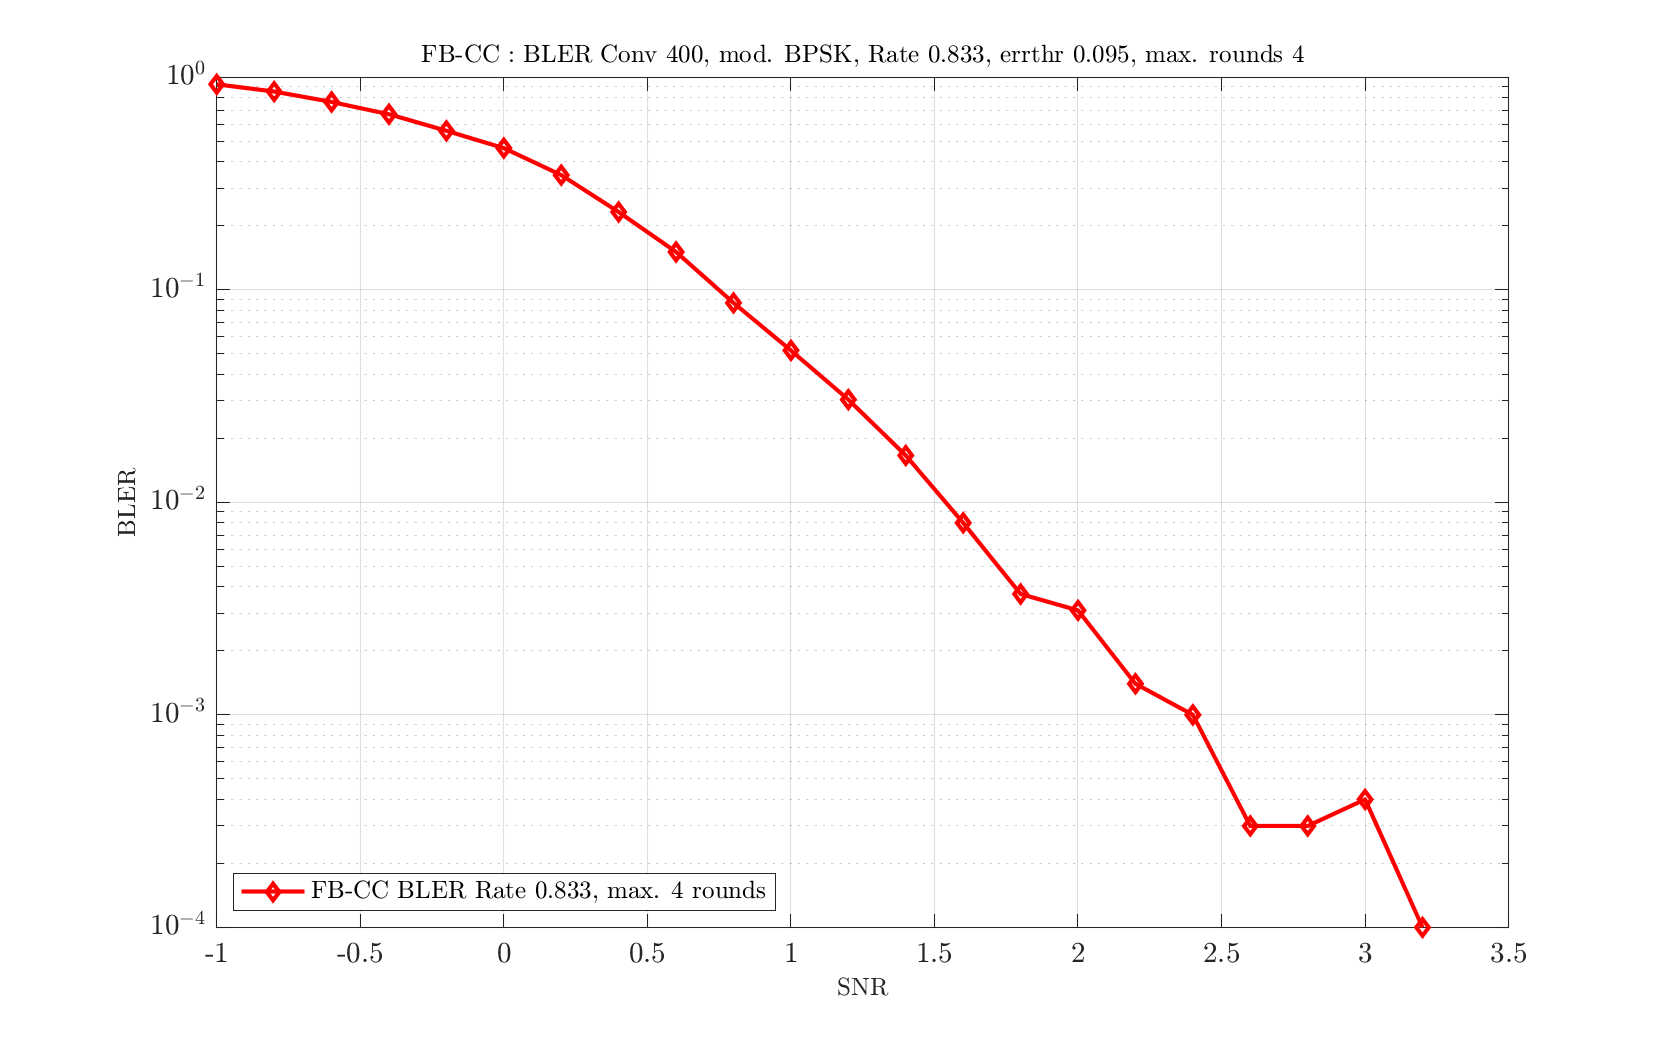 FB-CC : BLER Conv 400, mod. BPSK, Rate 0.833, errthr 0.095, max. rounds 4
10^0
10^{-1}
10^{-2}
10^{-3}
10^{-4}
BLER
FB-CC BLER Rate 0.833, max. 4 rounds
-1 -0.5 0 0.5 1 1.5 2 2.5 3 3.5
SNR